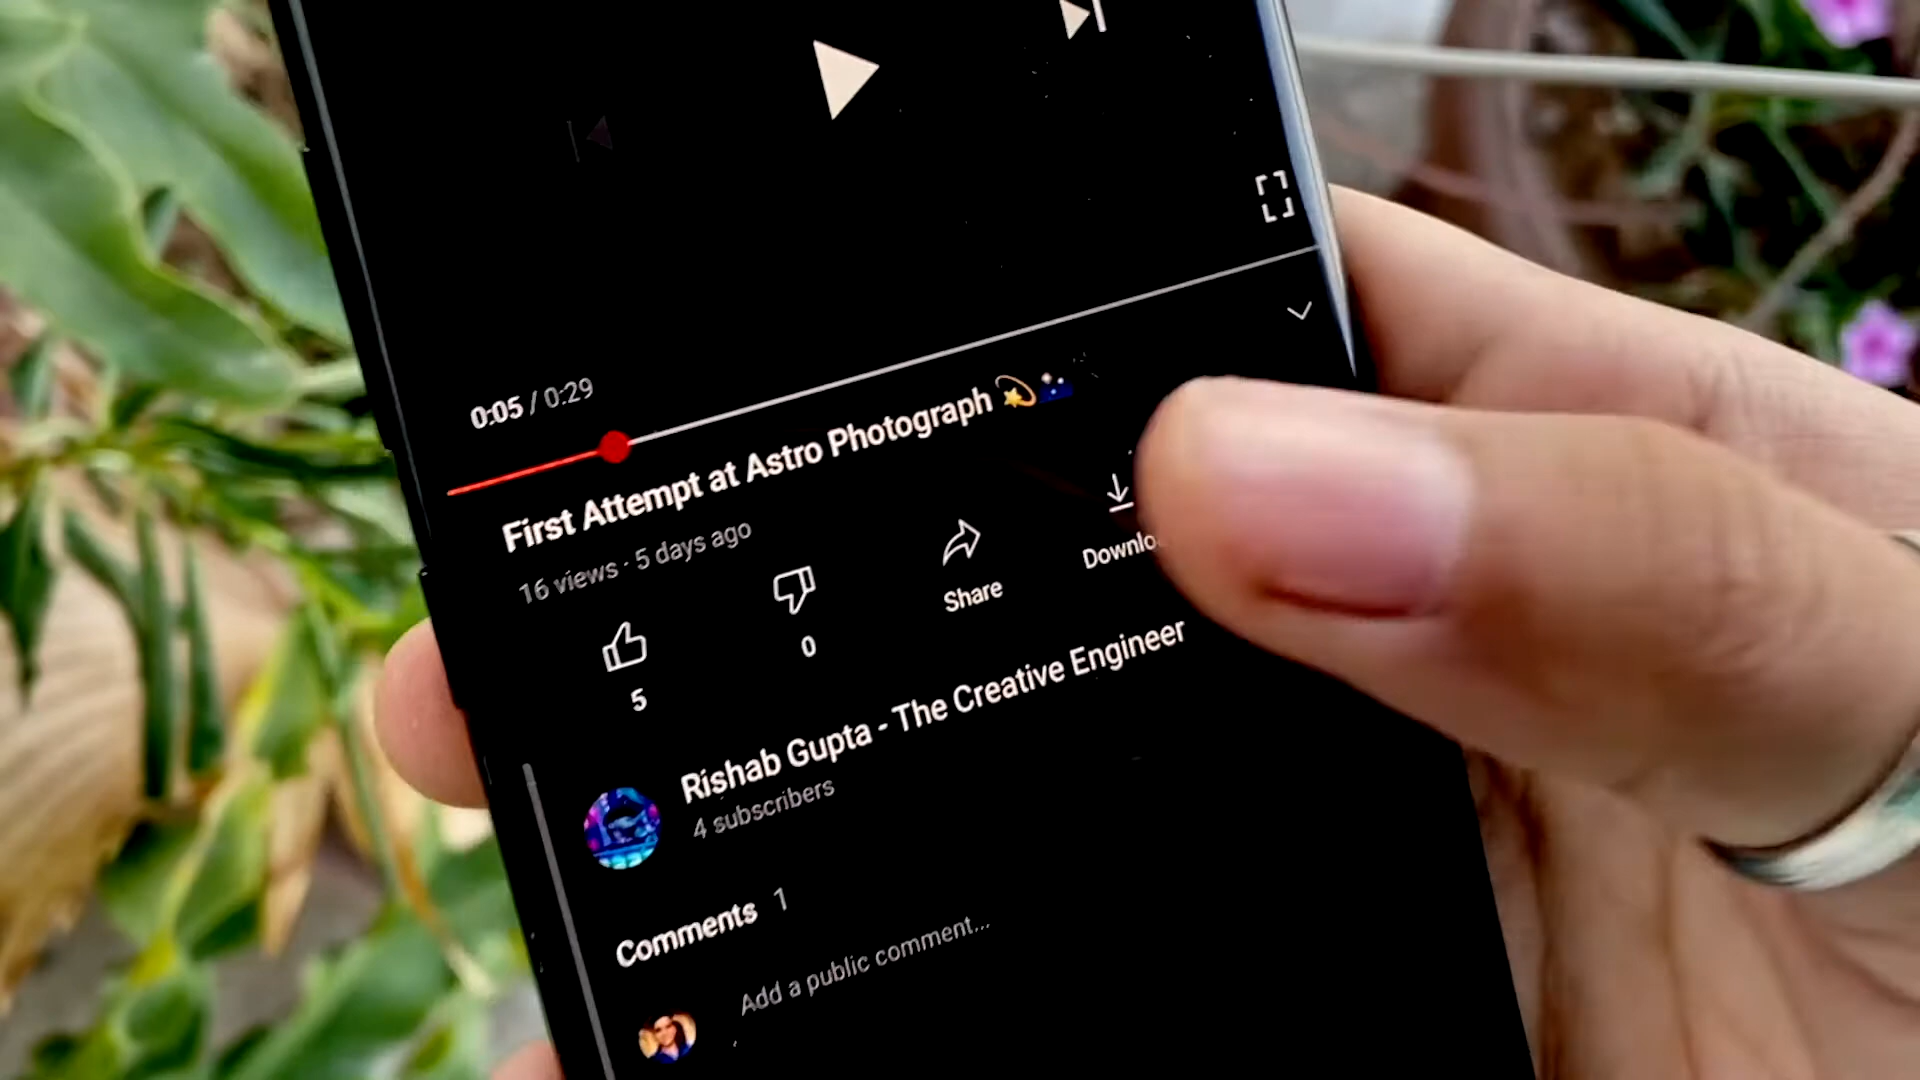 0:05 / 0:29
First Attempt at Astro Photograph 💫🌌
16 views · 5 days ago
5
0
Share
Downlo
Rishab Gupta - The Creative Engineer
4 subscribers
Comments 1
Add a public comment...